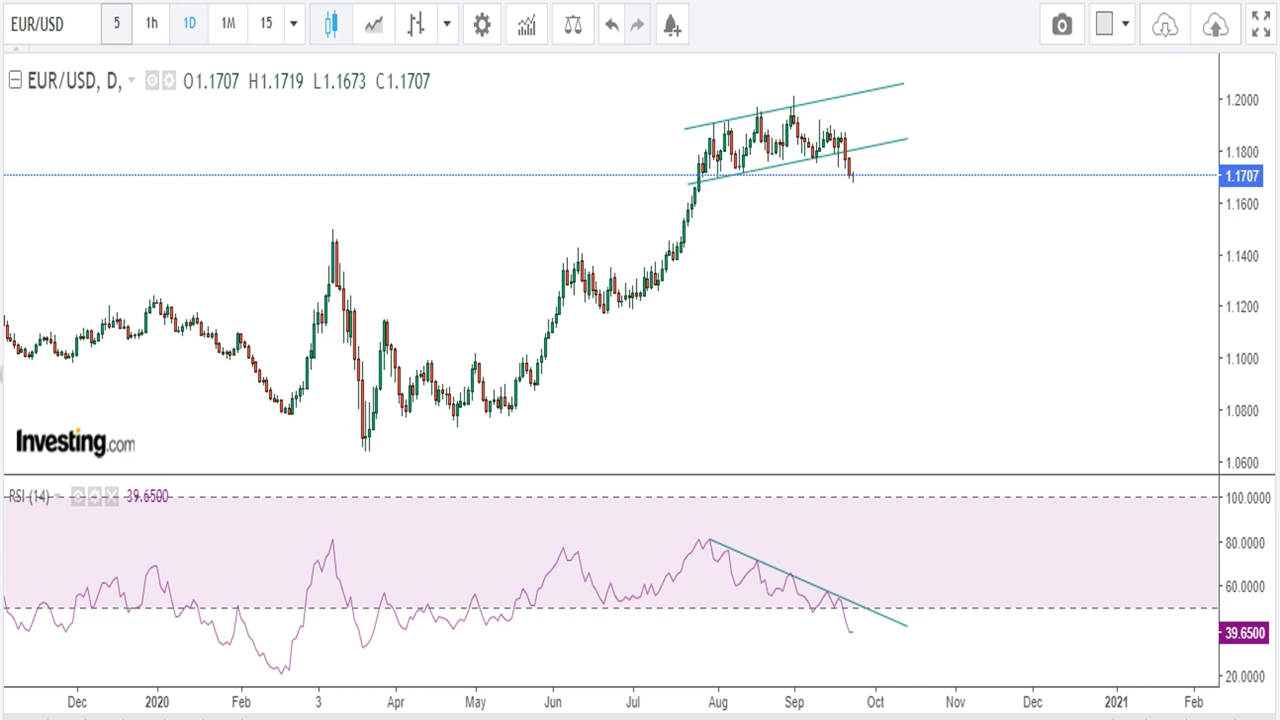 EUR/USD 5 1h 1D 1M 15
EUR/USD, D, O1.1707 H1.1719 L1.1673 C1.1707
1.2000
1.1800
1.1707
1.1600
1.1400
1.1200
1.1000
1.0800
1.0600
Investing.com
RSI (14) 39.6500
100.0000
80.0000
60.0000
39.6500
20.0000
Dec 2020 Feb 3 Apr May Jun Jul Aug Sep Oct Nov Dec 2021 Feb